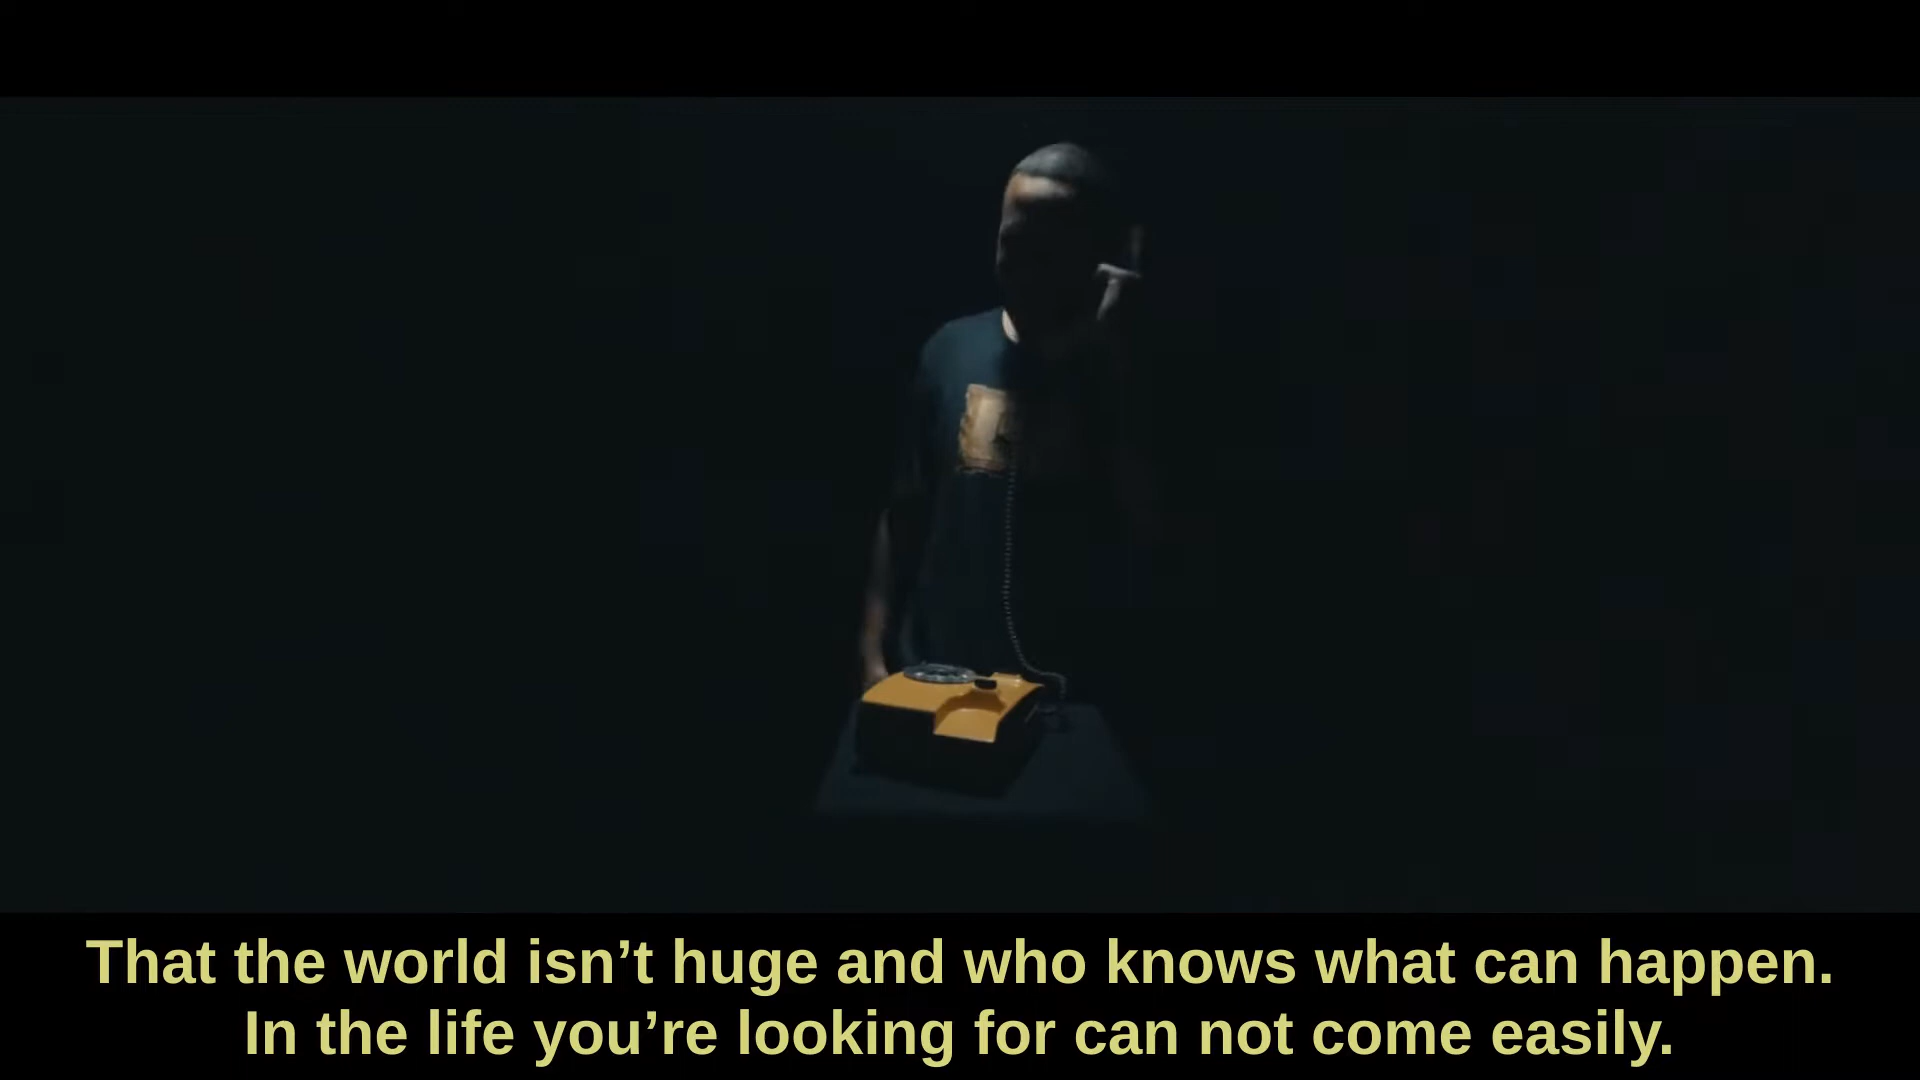 That the world isn’t huge and who knows what can happen.
In the life you’re looking for can not come easily.